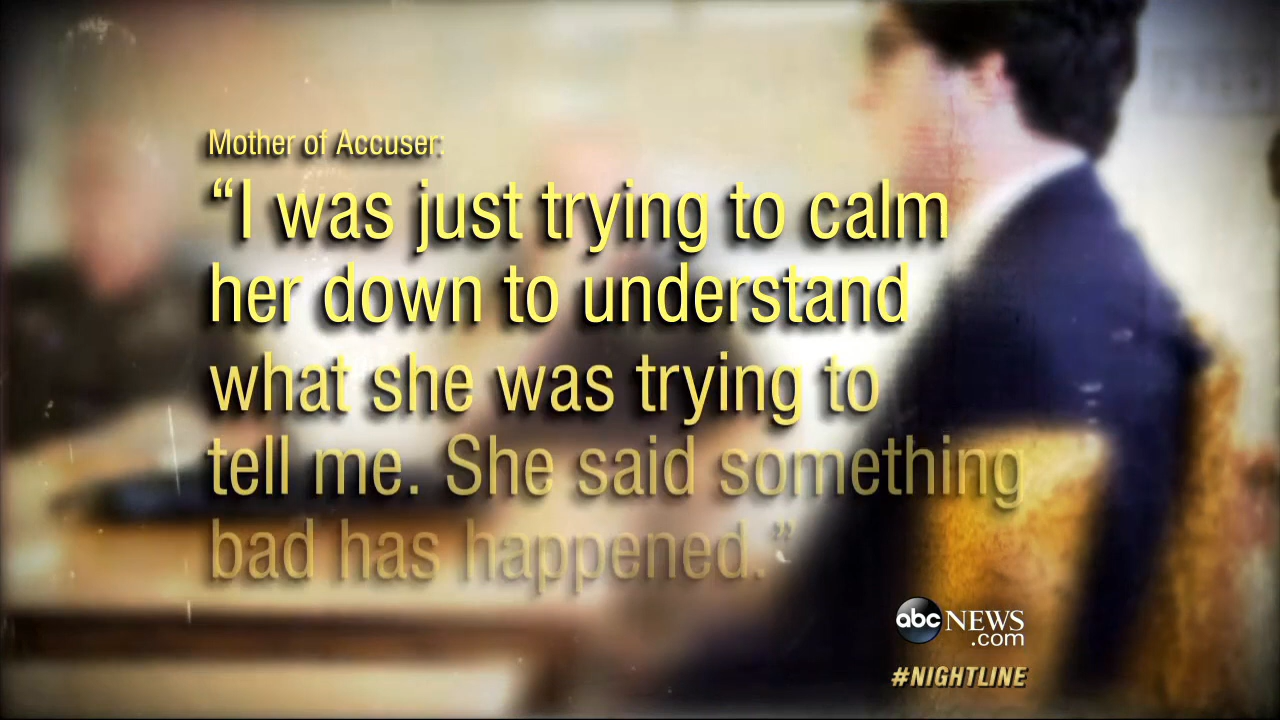 Mother of Accuser:
“I was just trying to calm
her down to understand
what she was trying to
tell me. She said something
bad has happened.”
abc NEWS
.com
#NIGHTLINE